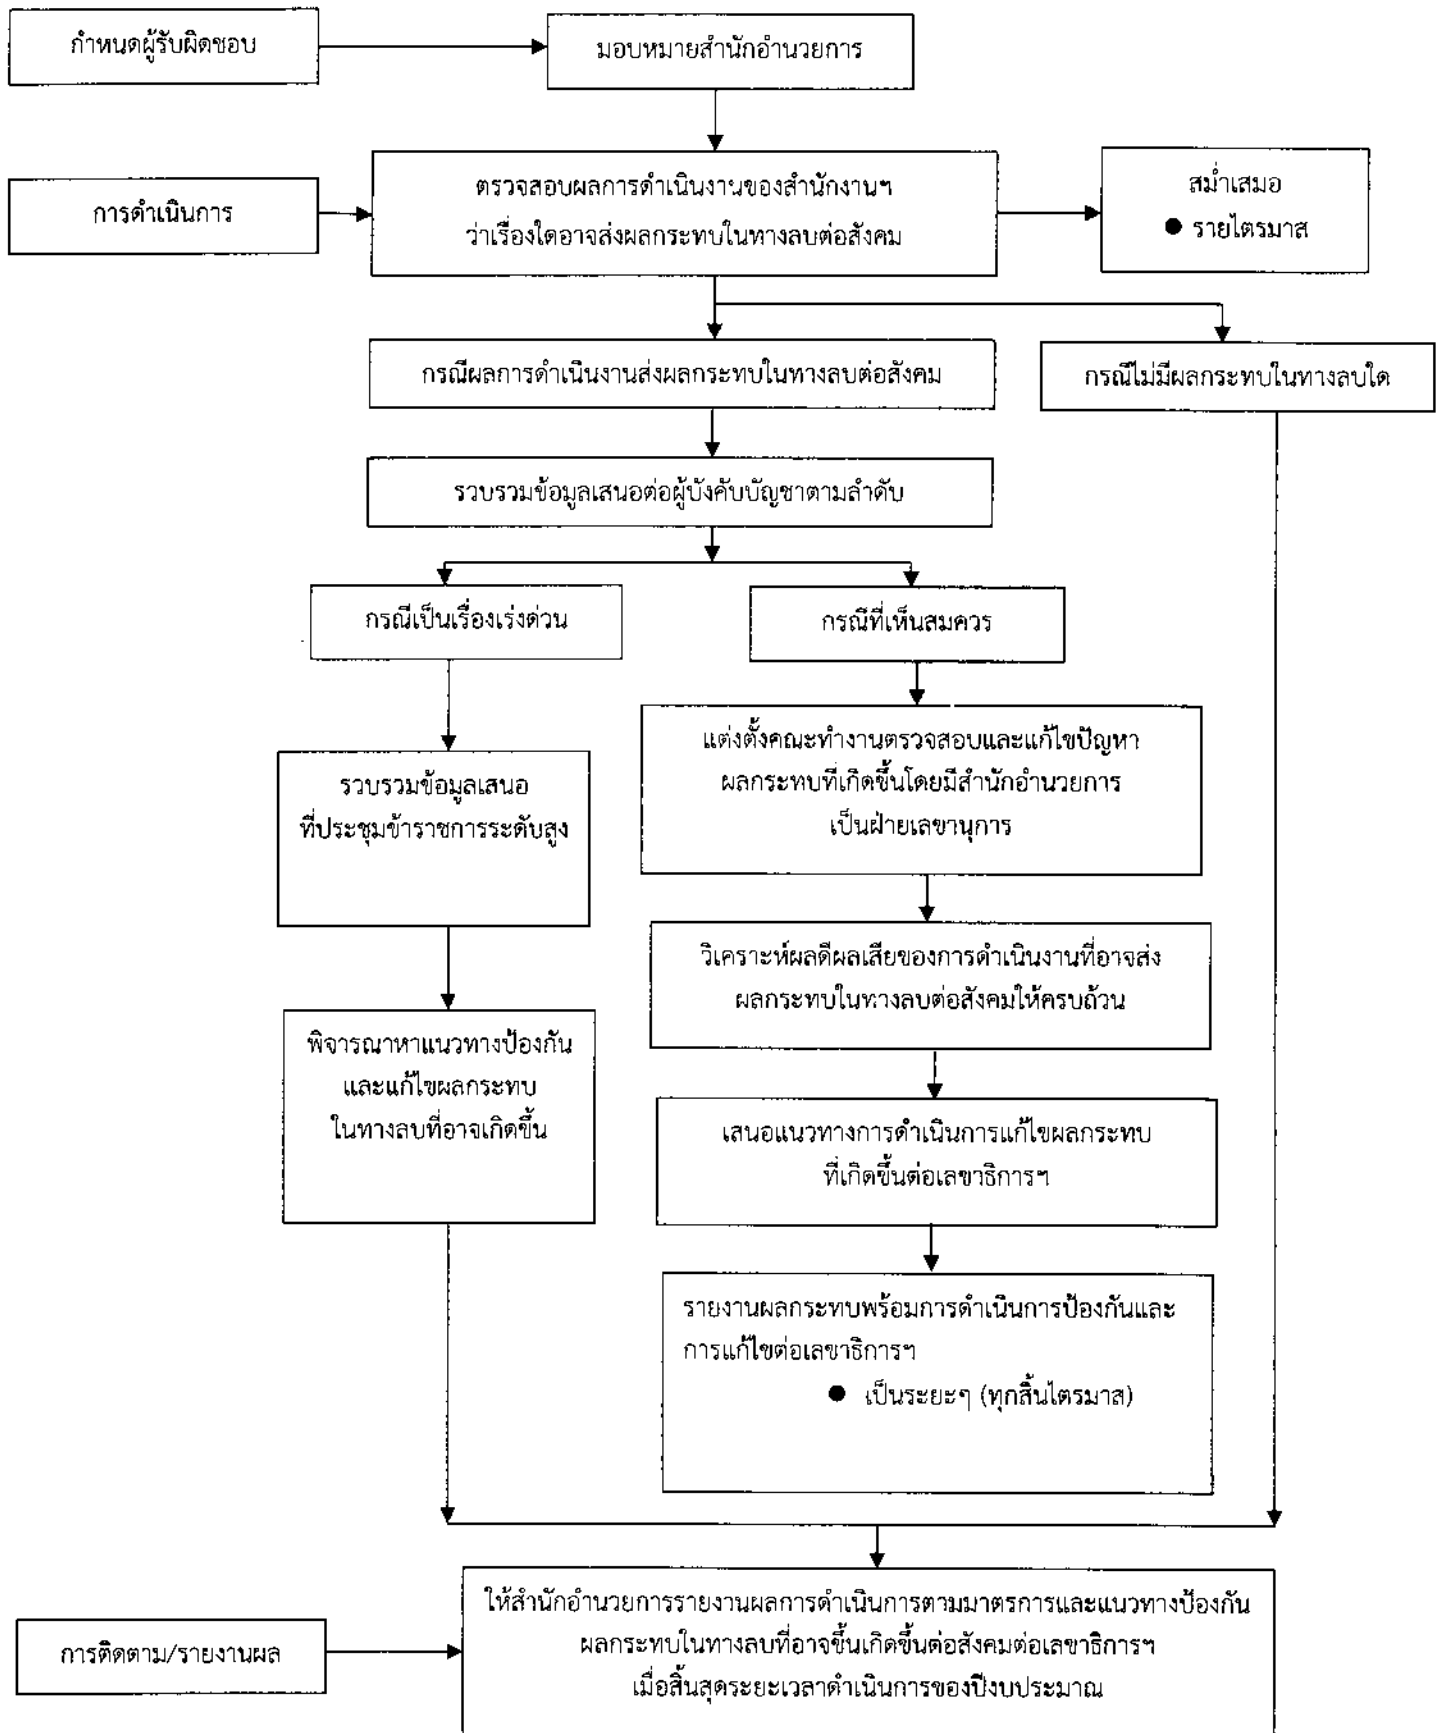 กำหนดผู้รับผิดชอบ
มอบหมายสำนักอำนวยการ
การดำเนินการ
ตรวจสอบผลการดำเนินงานของสำนักงานฯ
ว่าเรื่องใดอาจส่งผลกระทบในทางลบต่อสังคม
สม่ำเสมอ
● รายไตรมาส
กรณีผลการดำเนินงานส่งผลกระทบในทางลบต่อสังคม
กรณีไม่มีผลกระทบในทางลบใด
รวบรวมข้อมูลเสนอต่อผู้บังคับบัญชาตามลำดับ
กรณีเป็นเรื่องเร่งด่วน
กรณีที่เห็นสมควร
รวบรวมข้อมูลเสนอ
ที่ประชุมข้าราชการระดับสูง
แต่งตั้งคณะทำงานตรวจสอบและแก้ไขปัญหา
ผลกระทบที่เกิดขึ้นโดยมีสำนักอำนวยการ
เป็นฝ่ายเลขานุการ
วิเคราะห์ผลดีผลเสียของการดำเนินงานที่อาจส่ง
ผลกระทบในทางลบต่อสังคมให้ครบถ้วน
พิจารณาหาแนวทางป้องกัน
และแก้ไขผลกระทบ
ในทางลบที่อาจเกิดขึ้น
เสนอแนวทางการดำเนินการแก้ไขผลกระทบ
ที่เกิดขึ้นต่อเลขาธิการฯ
รายงานผลกระทบพร้อมการดำเนินการป้องกันและ
การแก้ไขต่อเลขาธิการฯ
● เป็นระยะๆ (ทุกสิ้นไตรมาส)
การติดตาม/รายงานผล
ให้สำนักอำนวยการรายงานผลการดำเนินการตามมาตรการและแนวทางป้องกัน
ผลกระทบในทางลบที่อาจขึ้นเกิดขึ้นต่อสังคมต่อเลขาธิการฯ
เมื่อสิ้นสุดระยะเวลาดำเนินการของปีงบประมาณ